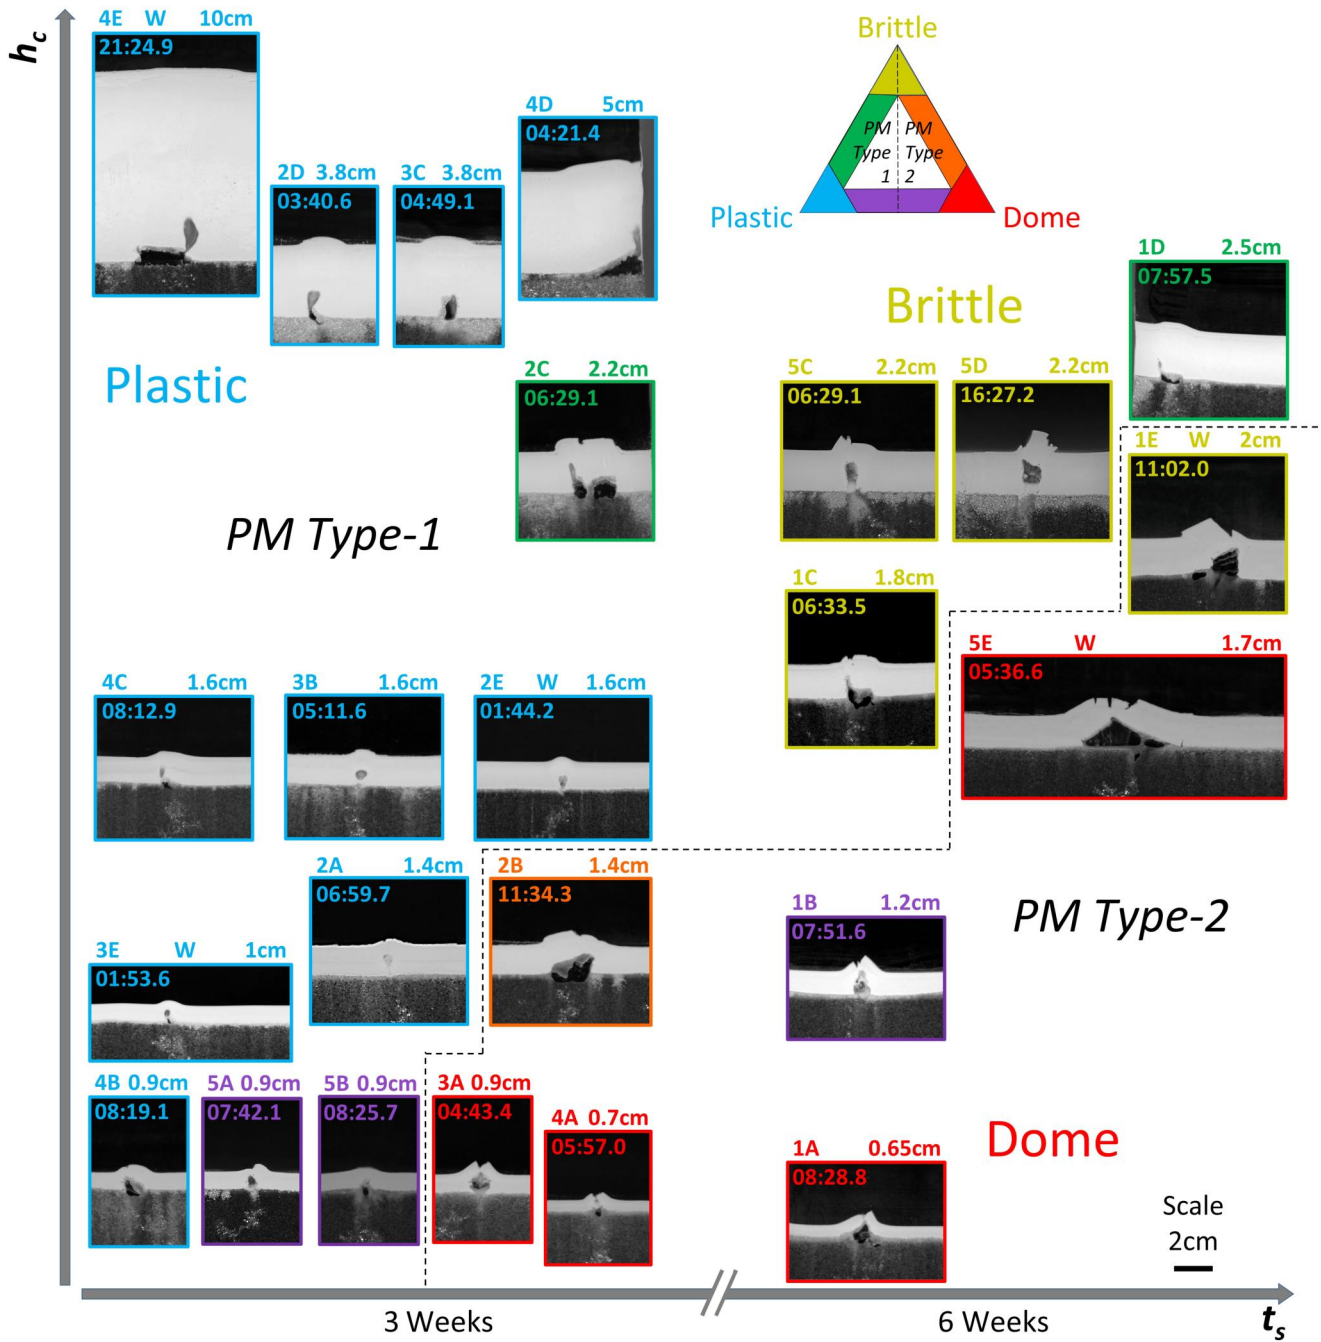 h_c
4E W 10cm
21:24.9
2D 3.8cm
03:40.6
3C 3.8cm
04:49.1
4D 5cm
04:21.4
Brittle
PM PM
Type Type
1 2
Plastic
Dome
1D 2.5cm
07:57.5
Plastic
Brittle
2C 2.2cm
06:29.1
5C 2.2cm
06:29.1
5D 2.2cm
16:27.2
1E W 2cm
11:02.0
PM Type-1
1C 1.8cm
06:33.5
5E W 1.7cm
05:36.6
4C 1.6cm
08:12.9
3B 1.6cm
05:11.6
2E W 1.6cm
01:44.2
2A 1.4cm
06:59.7
2B 1.4cm
11:34.3
1B 1.2cm
07:51.6
PM Type-2
3E W 1cm
01:53.6
4B 0.9cm
08:19.1
5A 0.9cm
07:42.1
5B 0.9cm
08:25.7
3A 0.9cm
04:43.4
4A 0.7cm
05:57.0
1A 0.65cm
08:28.8
Dome
Scale
2cm
3 Weeks
6 Weeks
t_s